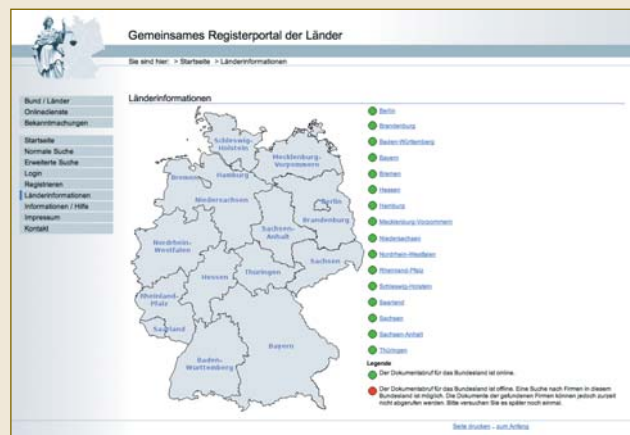 Gemeinsames Registerportal der Länder
Sie sind hier: > Startseite > Länderinformationen
Bund / Länder
Onlinedienste
Bekanntmachungen
Startseite
Normale Suche
Erweiterte Suche
Login
Registrieren
Länderinformationen
Informationen / Hilfe
Impressum
Kontakt
Länderinformationen
Schleswig-
Holstein
Mecklenburg-
Vorpommern
Hamburg
Bremen
Niedersachsen
Berlin
Brandenburg
Sachsen-
Anhalt
Nordrhein-
Westfalen
Sachsen
Thüringen
Hessen
Rheinland-
Pfalz
Saarland
Bayern
Baden-
Württemberg
Berlin
Brandenburg
Baden-Württemberg
Bayern
Bremen
Hessen
Hamburg
Mecklenburg-Vorpommern
Niedersachsen
Nordrhein-Westfalen
Rheinland-Pfalz
Schleswig-Holstein
Saarland
Sachsen
Sachsen-Anhalt
Thüringen
Legende
Der Dokumentabruf für das Bundesland ist online.
Der Dokumentabruf für das Bundesland ist offline. Eine Suche nach Firmen in diesem
Bundesland ist möglich. Die Dokumente der gefundenen Firmen können jedoch zurzeit
nicht abgerufen werden. Bitte versuchen Sie es später noch einmal.
Seite drucken - zum Anfang